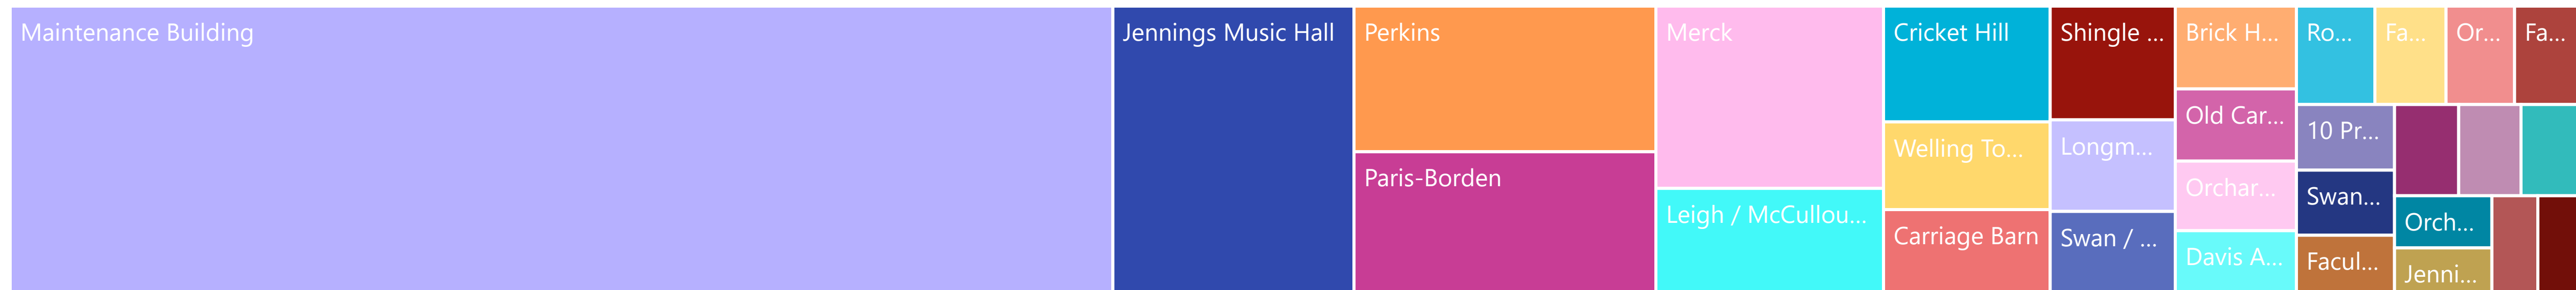 Maintenance Building
Jennings Music Hall
Perkins
Paris-Borden
Merck
Leigh / McCullou...
Cricket Hill
Welling To...
Carriage Barn
Shingle ...
Longm...
Swan / ...
Brick H...
Old Car...
Orchar...
Davis A...
Ro...
Fa...
Or...
Fa...
10 Pr...
Swan...
Facul...
Orch...
Jenni...